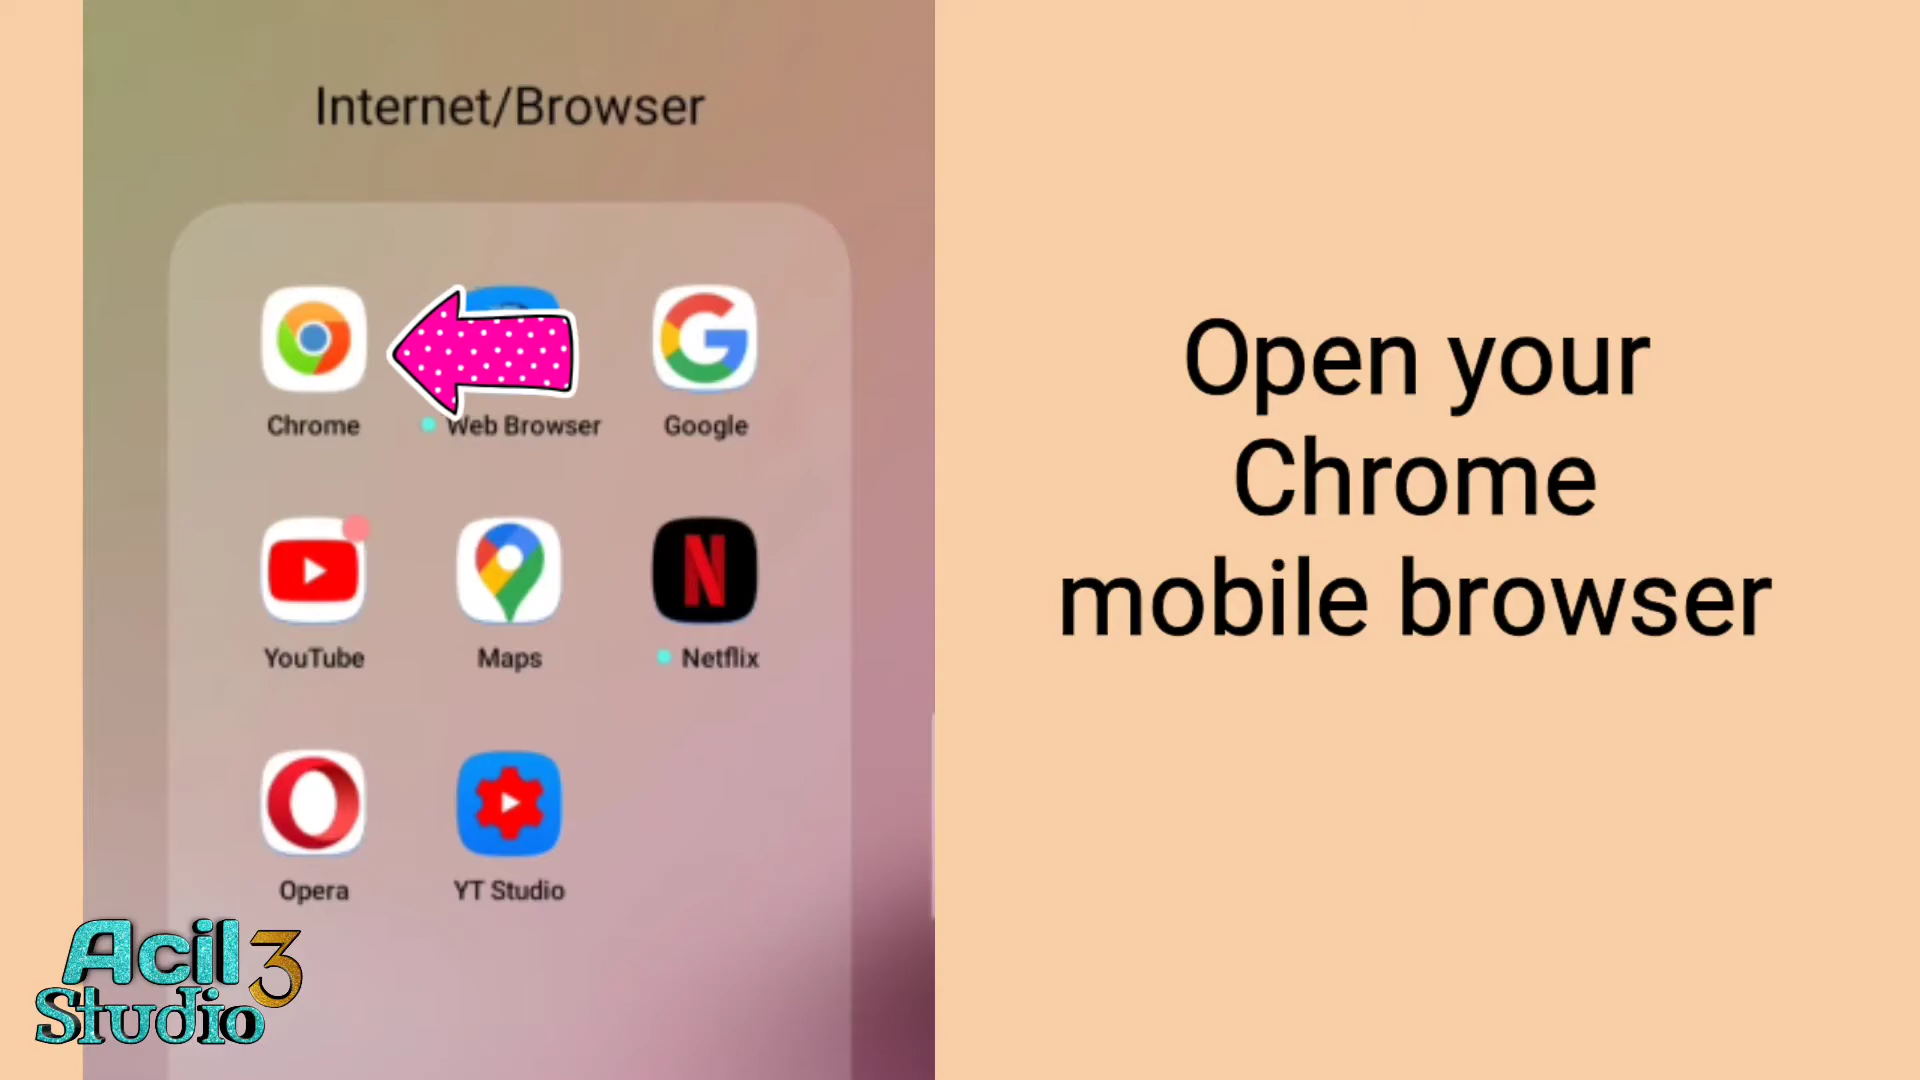 Internet/Browser
Chrome
Web Browser
Google
YouTube
Maps
Netflix
Opera
YT Studio
Open your
Chrome
mobile browser
Acil 3
Studio